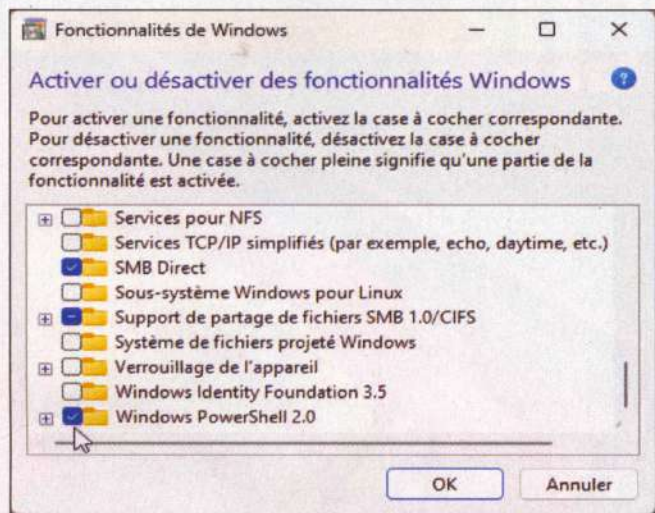 Fonctionnalités de Windows
Activer ou désactiver des fonctionnalités Windows
Pour activer une fonctionnalité, activez la case à cocher correspondante.
Pour désactiver une fonctionnalité, désactivez la case à cocher
correspondante. Une case à cocher pleine signifie qu'une partie de la
fonctionnalité est activée.
Services pour NFS
Services TCP/IP simplifiés (par exemple, echo, daytime, etc.)
SMB Direct
Sous-système Windows pour Linux
Support de partage de fichiers SMB 1.0/CIFS
Système de fichiers projeté Windows
Verrouillage de l'appareil
Windows Identity Foundation 3.5
Windows PowerShell 2.0
OK Annuler